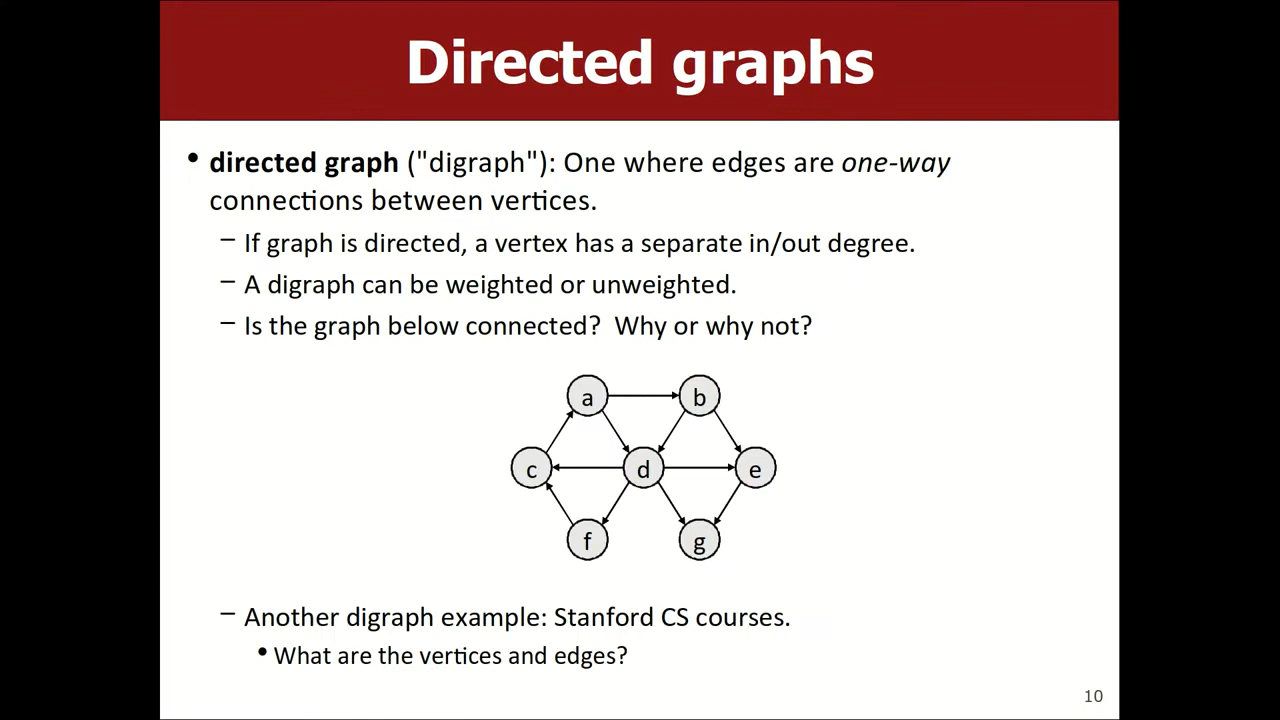 Directed graphs
• directed graph ("digraph"): One where edges are one-way
connections between vertices.
– If graph is directed, a vertex has a separate in/out degree.
– A digraph can be weighted or unweighted.
– Is the graph below connected?  Why or why not?
a b
c d e
f g
– Another digraph example: Stanford CS courses.
• What are the vertices and edges?
10